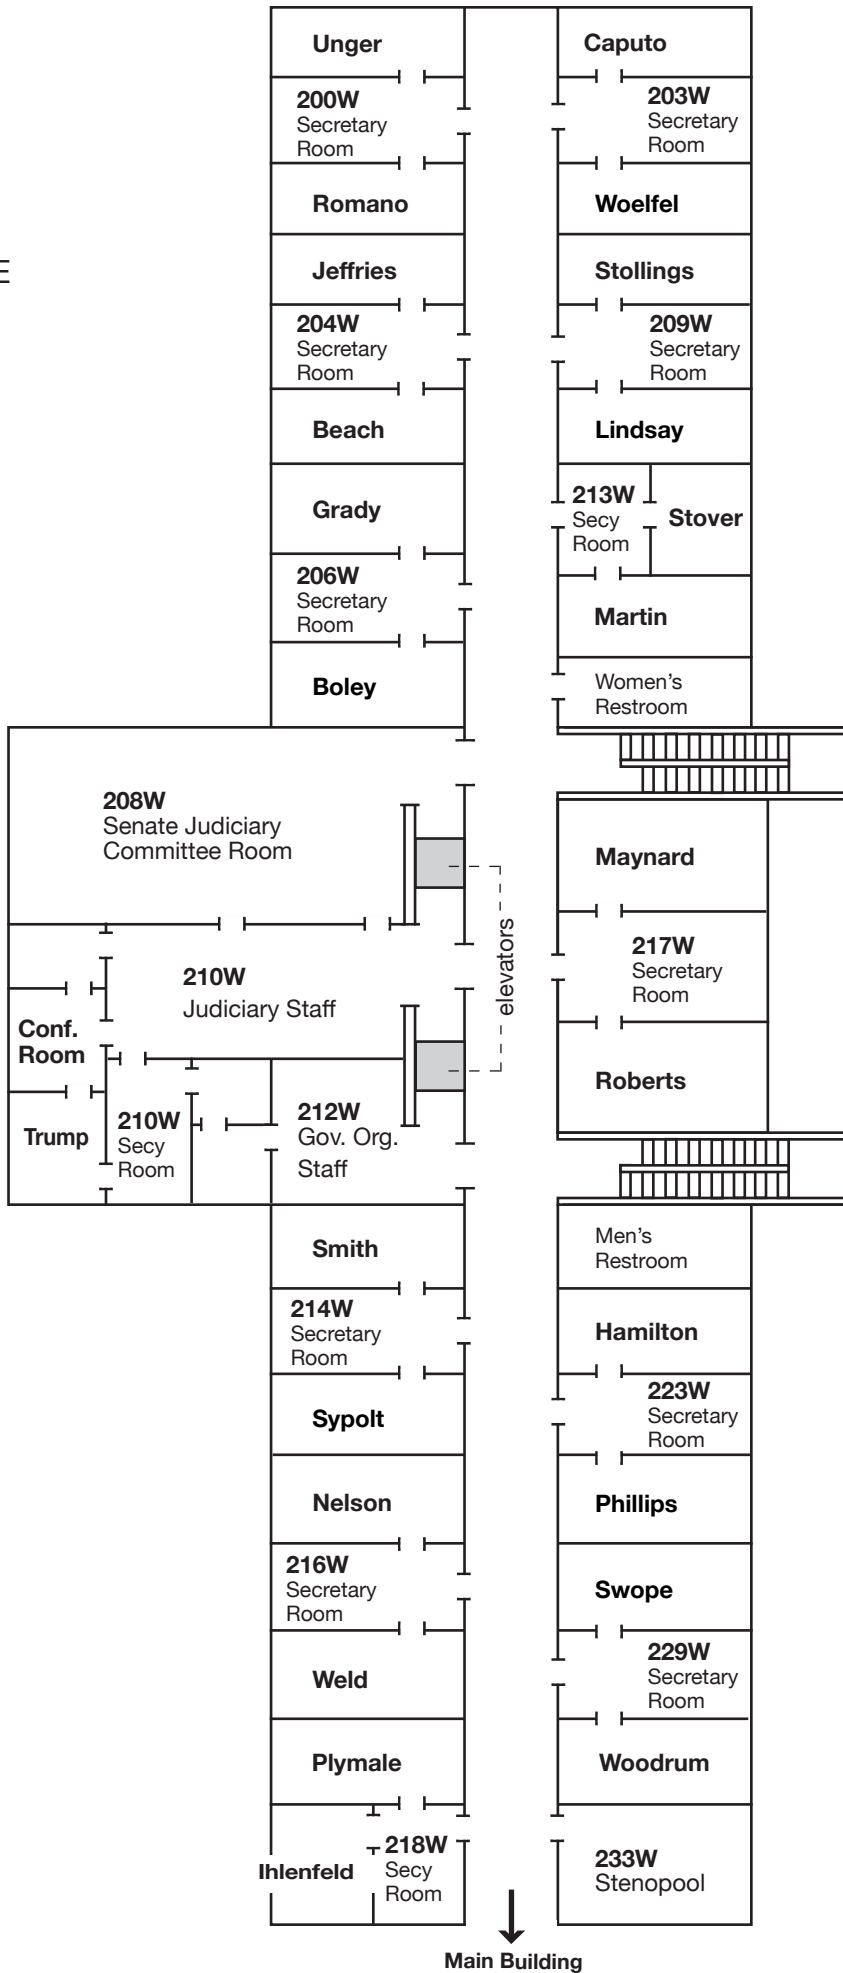 Unger
Caputo
200W
Secretary
Room
203W
Secretary
Room
Romano
Woelfel
E
Jeffries
Stollings
204W
Secretary
Room
209W
Secretary
Room
Beach
Lindsay
Grady
213W
Secy
Room
Stover
206W
Secretary
Room
Martin
Boley
Women's
Restroom
208W
Senate Judiciary
Committee Room
Maynard
elevators
217W
Secretary
Room
210W
Judiciary Staff
Conf.
Room
Roberts
Trump
210W
Secy
Room
212W
Gov. Org.
Staff
Smith
Men's
Restroom
214W
Secretary
Room
Hamilton
Sypolt
223W
Secretary
Room
Nelson
Phillips
216W
Secretary
Room
Swope
Weld
229W
Secretary
Room
Plymale
Woodrum
Ihlenfeld
218W
Secy
Room
233W
Stenopool
Main Building